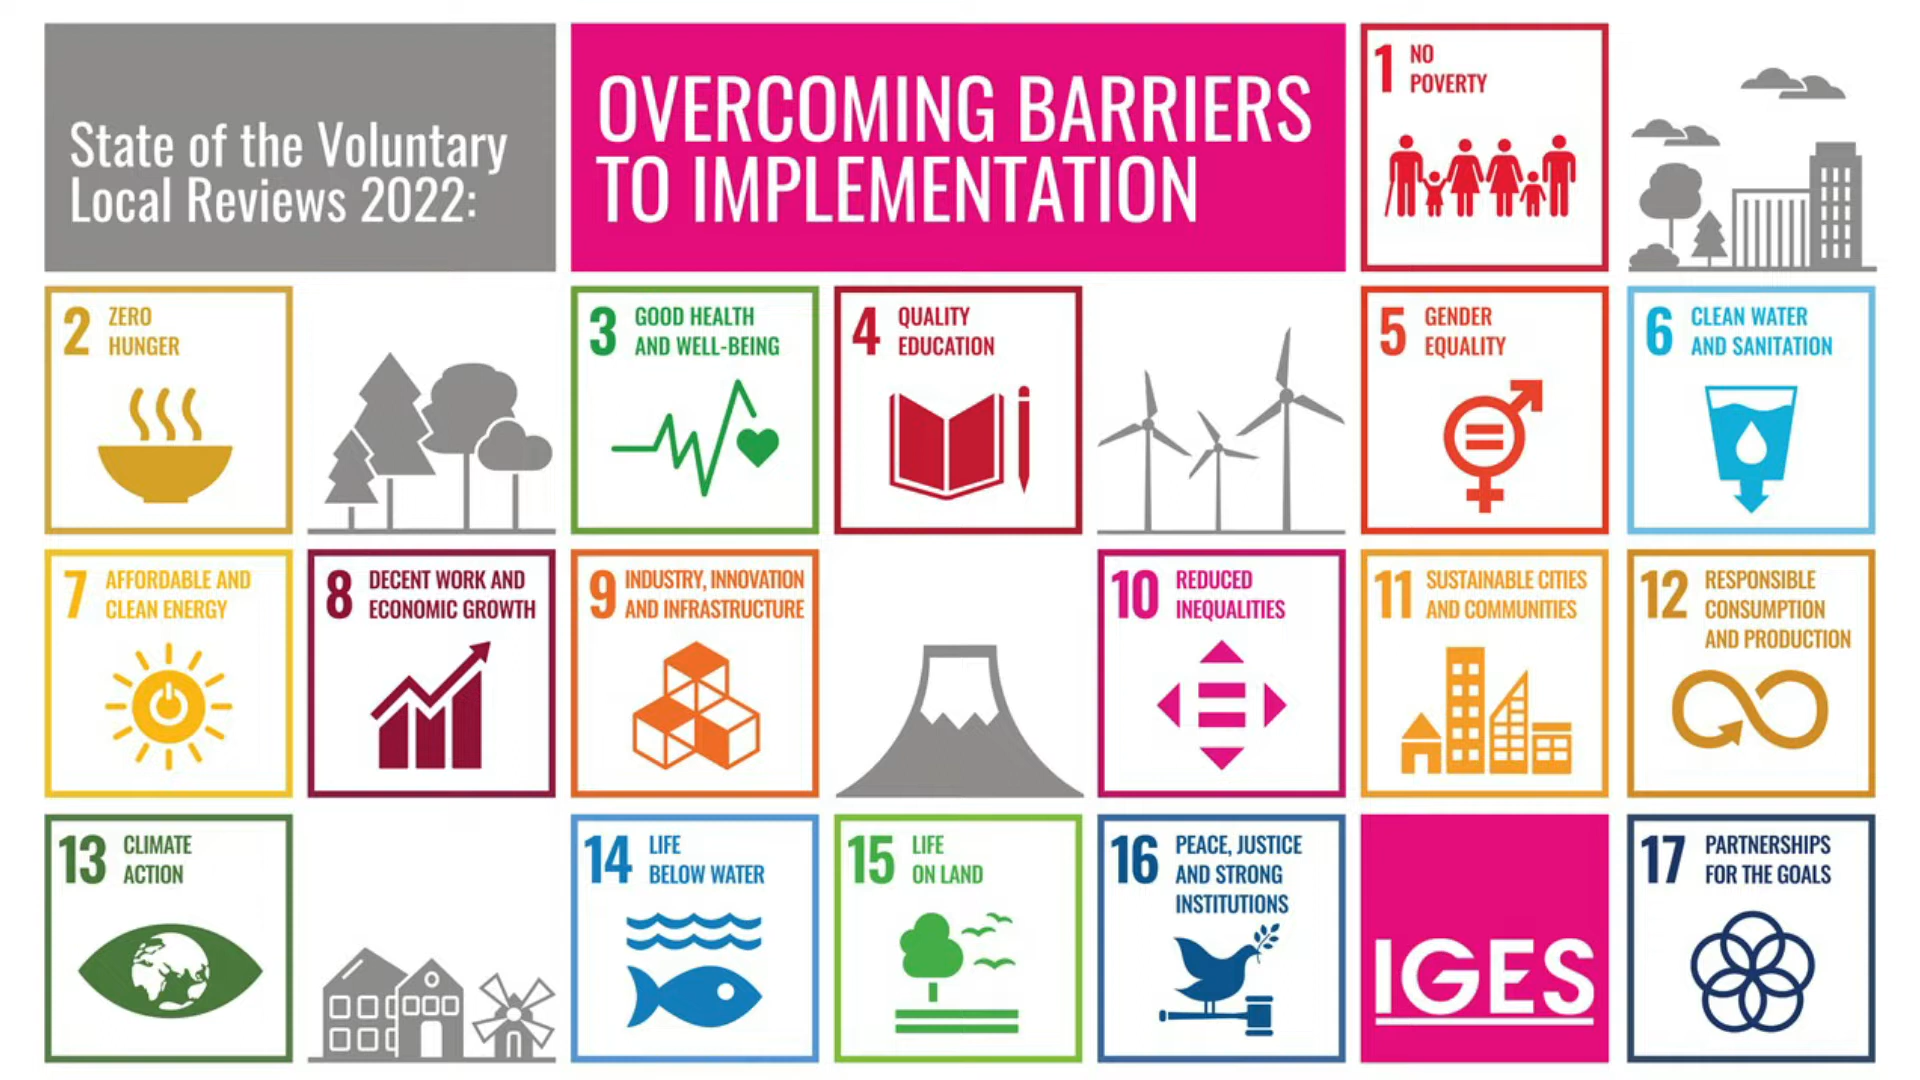 State of the Voluntary
Local Reviews 2022:
OVERCOMING BARRIERS
TO IMPLEMENTATION
1 NO
POVERTY
2 ZERO
HUNGER
3 GOOD HEALTH
AND WELL-BEING
4 QUALITY
EDUCATION
5 GENDER
EQUALITY
6 CLEAN WATER
AND SANITATION
7 AFFORDABLE AND
CLEAN ENERGY
8 DECENT WORK AND
ECONOMIC GROWTH
9 INDUSTRY, INNOVATION
AND INFRASTRUCTURE
10 REDUCED
INEQUALITIES
11 SUSTAINABLE CITIES
AND COMMUNITIES
12 RESPONSIBLE
CONSUMPTION
AND PRODUCTION
13 CLIMATE
ACTION
14 LIFE
BELOW WATER
15 LIFE
ON LAND
16 PEACE, JUSTICE
AND STRONG
INSTITUTIONS
IGES
17 PARTNERSHIPS
FOR THE GOALS